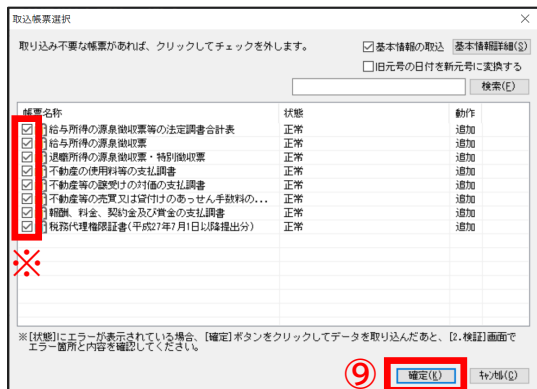 取込帳票選択
取り込み不要な帳票があれば、クリックしてチェックを外します。
基本情報の取込
基本情報詳細(S)
旧元号の日付を新元号に変換する
検索(F)
帳票名称 状態 動作
給与所得の源泉徴収票等の法定調書合計表 正常 追加
給与所得の源泉徴収票 正常 追加
退職所得の源泉徴収票・特別徴収票 正常 追加
不動産の使用料等の支払調書 正常 追加
不動産等の譲受けの対価の支払調書 正常 追加
不動産等の売買又は貸付けのあっせん手数料の... 正常 追加
報酬、料金、契約金及び賞金の支払調書 正常 追加
税務代理権限証書(平成27年7月1日以降提出分) 正常 追加
※
※[状態]にエラーが表示されている場合、[確定]ボタンをクリックしてデータを取り込んだあと、[2.検証]画面で
エラー箇所と内容を確認してください。
⑨
確定(K)
キャンセル(C)